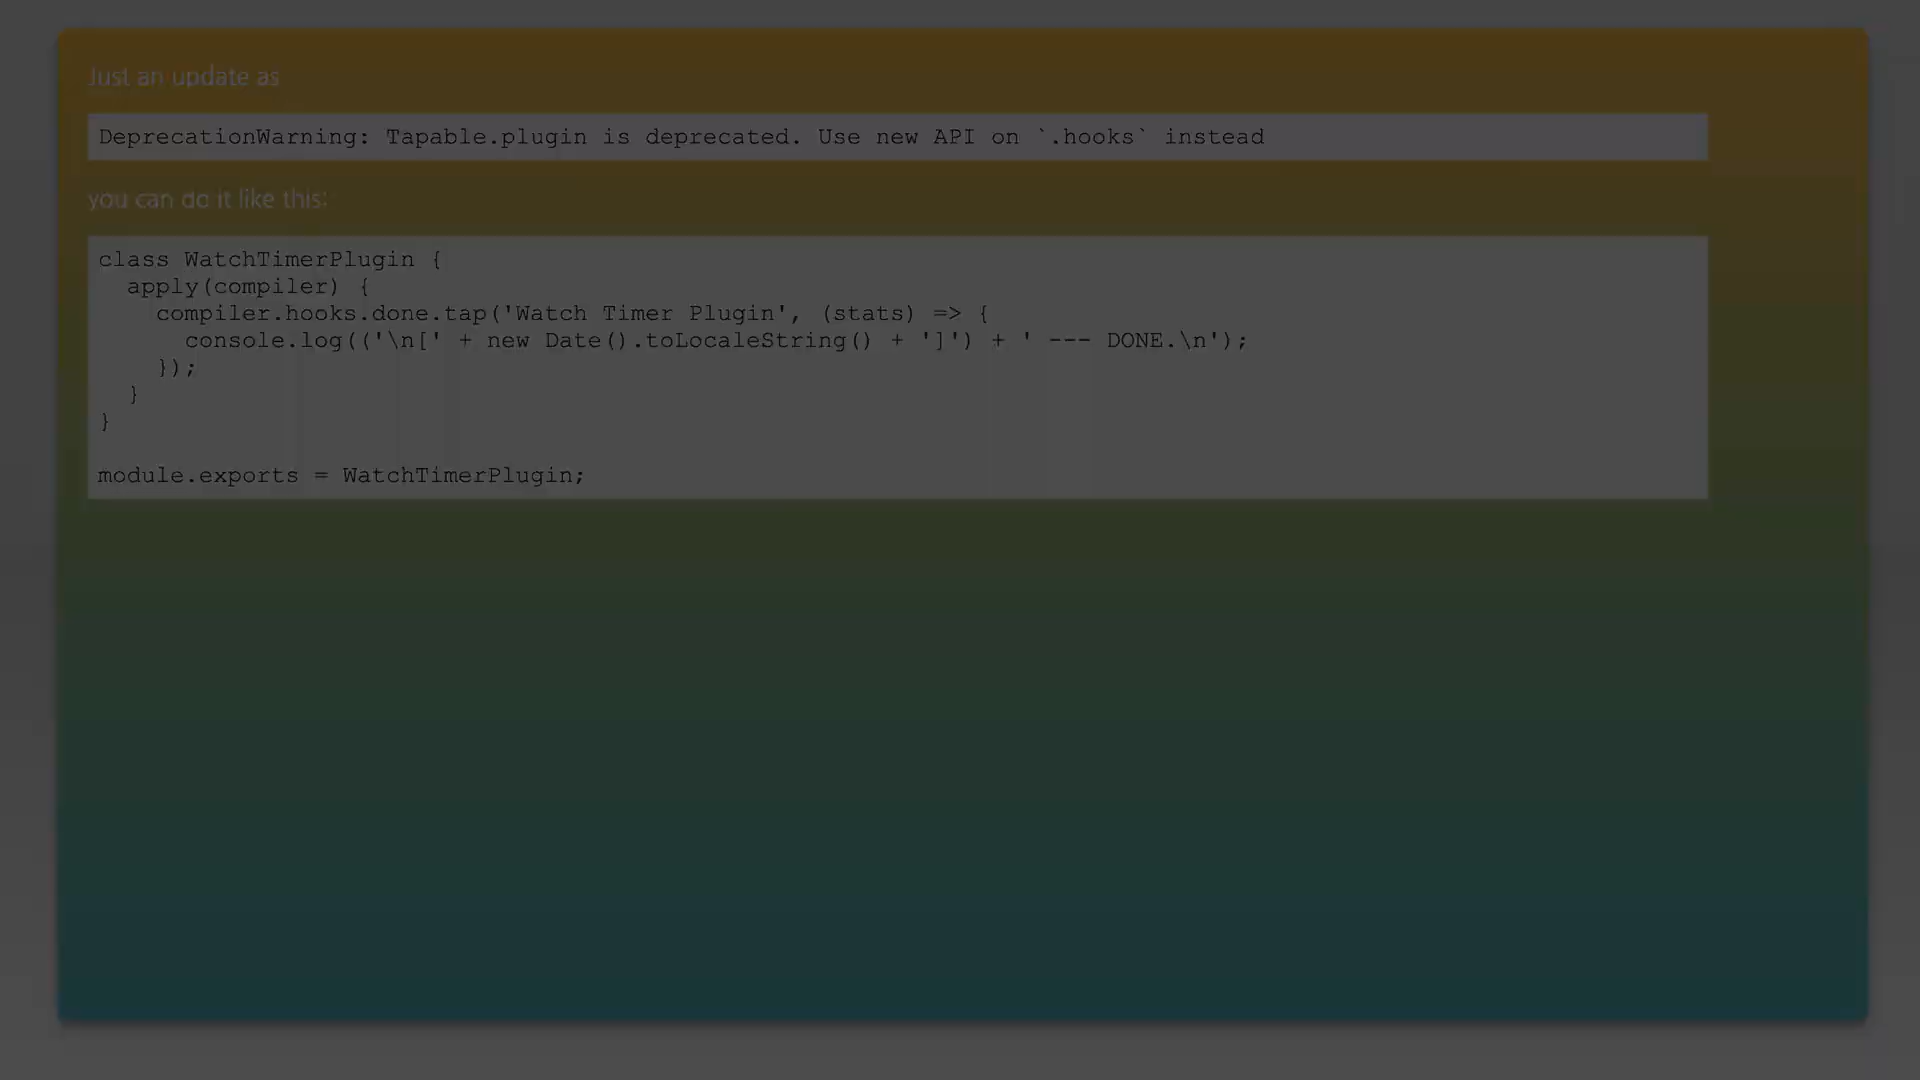 Just an update as
DeprecationWarning: Tapable.plugin is deprecated. Use new API on `.hooks` instead
you can do it like this:
class WatchTimerPlugin {
  apply(compiler) {
    compiler.hooks.done.tap('Watch Timer Plugin', (stats) => {
      console.log(('\n[' + new Date().toLocaleString() + ']') + ' --- DONE.\n');
    });
  }
}
module.exports = WatchTimerPlugin;